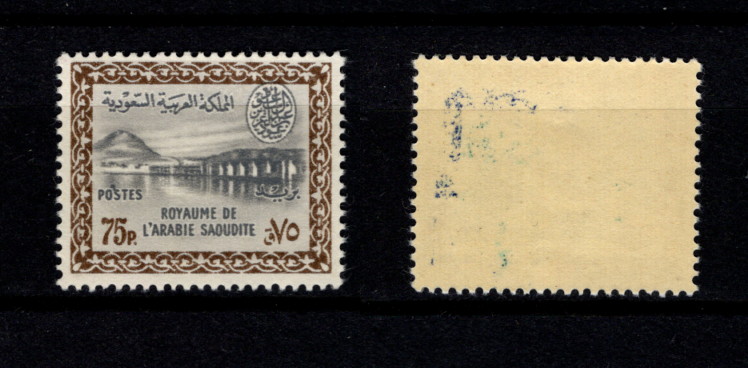 المملكة العربية السعودية
POSTES
بريد
ROYAUME DE
L'ARABIE SAOUDITE
75P.
٧٥ ق